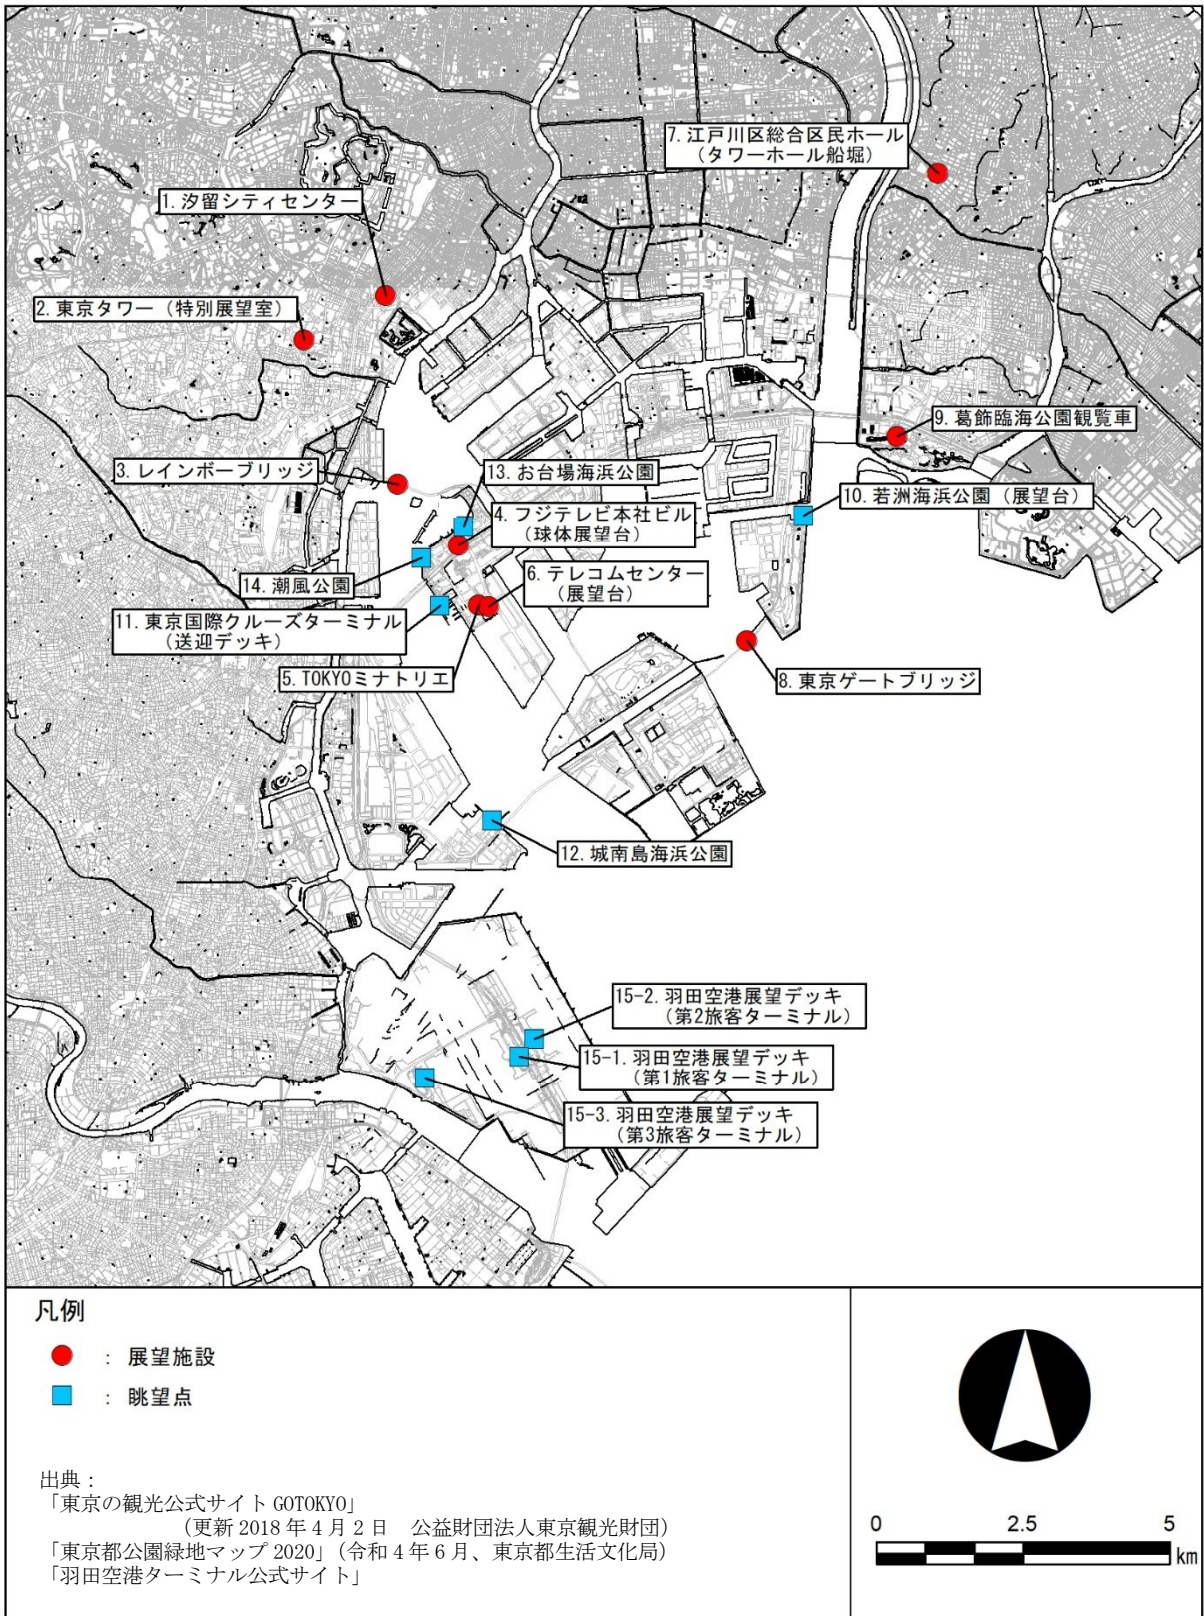 7.江戸川区総合区民ホール
(タワーホール船堀)
1.汐留シティセンター
2.東京タワー(特別展望室)
9.葛飾臨海公園観覧車
3.レインボーブリッジ
13.お台場海浜公園
10.若洲海浜公園(展望台)
4.フジテレビ本社ビル
(球体展望台)
14.潮風公園
6.テレコムセンター
(展望台)
11.東京国際クルーズターミナル
(送迎デッキ)
5.TOKYOミナトリエ
8.東京ゲートブリッジ
12.城南島海浜公園
15-2.羽田空港展望デッキ
(第2旅客ターミナル)
15-1.羽田空港展望デッキ
(第1旅客ターミナル)
15-3.羽田空港展望デッキ
(第3旅客ターミナル)
凡例
:展望施設
:眺望点
出典:
「東京の観光公式サイト GOTOKYO」
(更新 2018 年 4 月 2 日 公益財団法人東京観光財団)
「東京都公園緑地マップ 2020」(令和 4 年 6 月、東京都生活文化局)
「羽田空港ターミナル公式サイト」
0 2.5 5
km